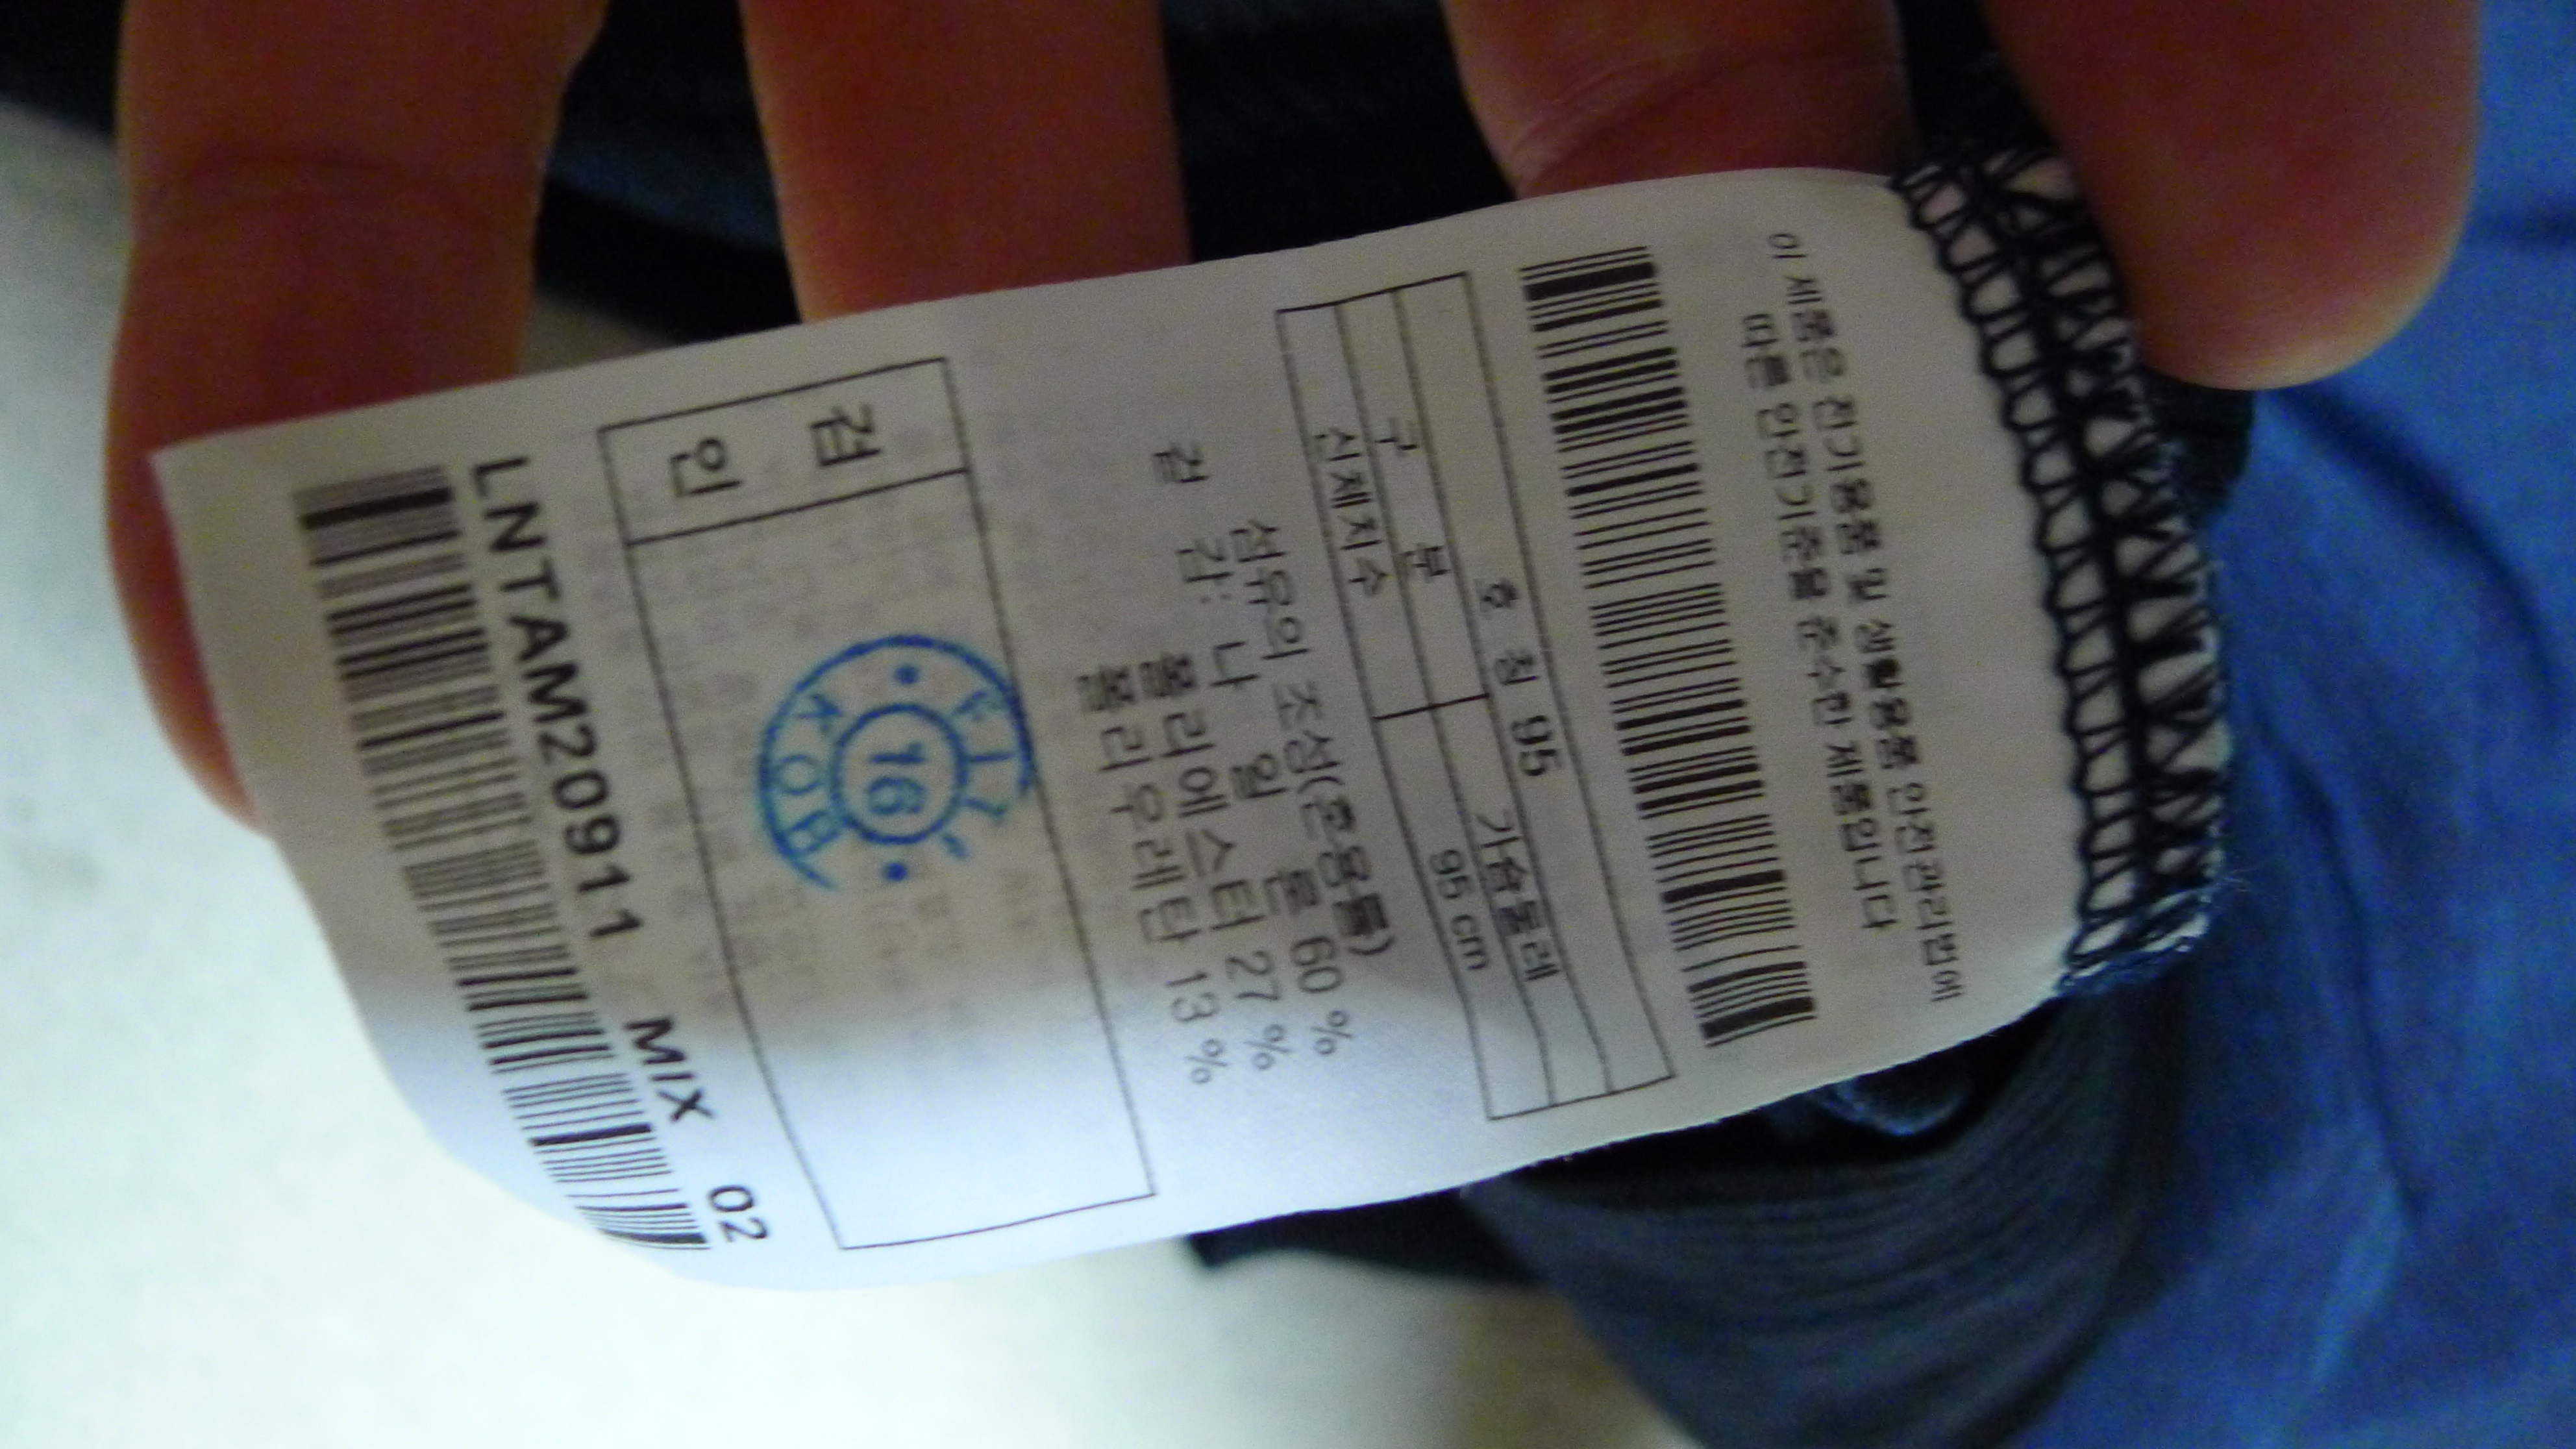 이 제품은 전기용품 및 생활용품 안전관리법에
따른 안전기준을 준수한 제품입니다
호 칭 95
구 분 가슴둘레
신체치수 95 cm
섬유의 조성(혼용률)
겉 감: 나 일 론 60 %
폴리에스터 27 %
폴리우레탄 13 %
검 인
16
LNTAM20911 MIX 02